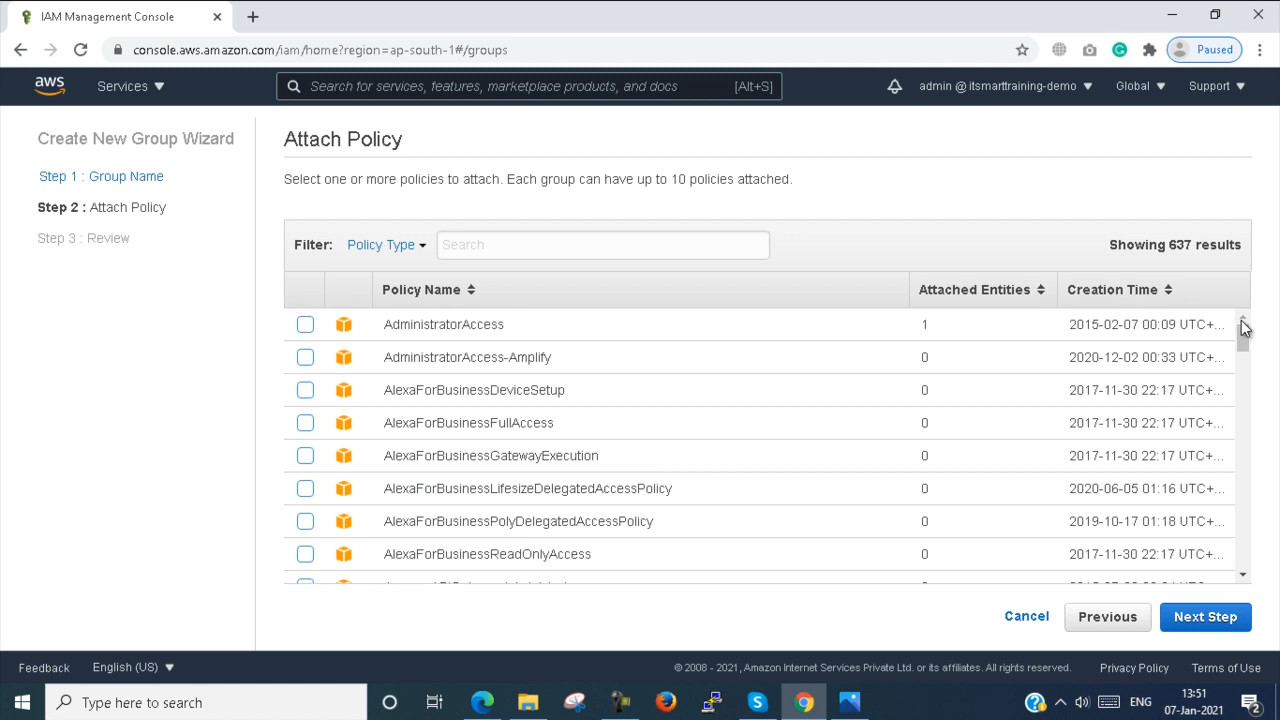 IAM Management Console
console.aws.amazon.com/iam/home?region=ap-south-1#/groups
Paused
aws
Services
Search for services, features, marketplace products, and docs
[Alt+S]
admin @ itsmarttraining-demo
Global
Support
Create New Group Wizard
Step 1 : Group Name
Step 2 : Attach Policy
Step 3 : Review
Attach Policy
Select one or more policies to attach. Each group can have up to 10 policies attached.
Filter: Policy Type Search Showing 637 results
Policy Name Attached Entities Creation Time
AdministratorAccess 1 2015-02-07 00:09 UTC+...
AdministratorAccess-Amplify 0 2020-12-02 00:33 UTC+...
AlexaForBusinessDeviceSetup 0 2017-11-30 22:17 UTC+...
AlexaForBusinessFullAccess 0 2017-11-30 22:17 UTC+...
AlexaForBusinessGatewayExecution 0 2017-11-30 22:17 UTC+...
AlexaForBusinessLifesizeDelegatedAccessPolicy 0 2020-06-05 01:16 UTC+...
AlexaForBusinessPolyDelegatedAccessPolicy 0 2019-10-17 01:18 UTC+...
AlexaForBusinessReadOnlyAccess 0 2017-11-30 22:17 UTC+...
Cancel Previous Next Step
Feedback English (US) © 2008 - 2021, Amazon Internet Services Private Ltd. or its affiliates. All rights reserved. Privacy Policy Terms of Use
Type here to search
ENG
13:51
07-Jan-2021
2